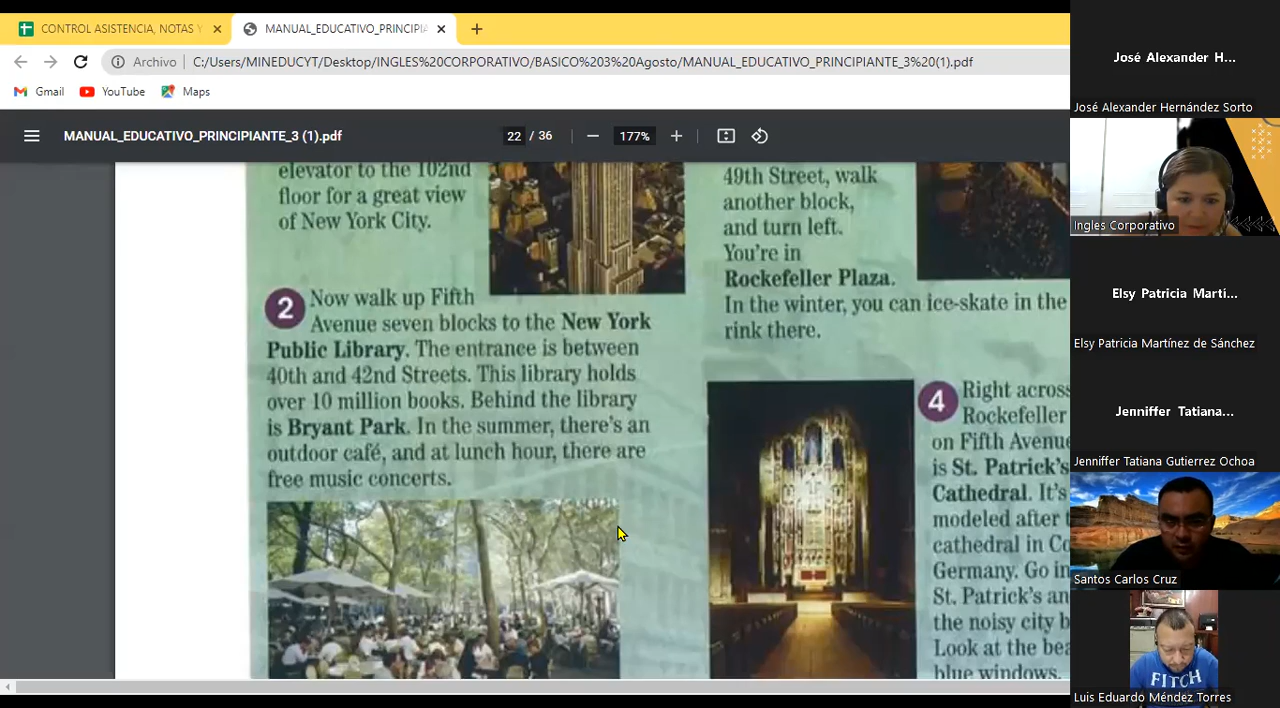 CONTROL ASISTENCIA, NOTAS Y
MANUAL_EDUCATIVO_PRINCIPIA
Archivo
C:/Users/MINEDUCYT/Desktop/INGLES%20CORPORATIVO/BASICO%203%20Agosto/MANUAL_EDUCATIVO_PRINCIPIANTE_3%20(1).pdf
Gmail
YouTube
Maps
MANUAL_EDUCATIVO_PRINCIPIANTE_3 (1).pdf
22 / 36
177%
elevator to the 102nd
floor for a great view
of New York City.
2 Now walk up Fifth
Avenue seven blocks to the New York
Public Library. The entrance is between
40th and 42nd Streets. This library holds
over 10 million books. Behind the library
is Bryant Park. In the summer, there's an
outdoor café, and at lunch hour, there are
free music concerts.
49th Street, walk
another block,
and turn left.
You're in
Rockefeller Plaza.
In the winter, you can ice-skate in the
rink there.
4 Right across
Rockefeller
on Fifth Avenue
is St. Patrick's
Cathedral. It's
modeled after
cathedral in
Germany. Go in
St. Patrick's
the noisy city
Look at the
blue windows.
José Alexander H...
José Alexander Hernández Sorto
Ingles Corporativo
Elsy Patricia Martí...
Elsy Patricia Martínez de Sánchez
Jenniffer Tatiana...
Jenniffer Tatiana Gutierrez Ochoa
Santos Carlos Cruz
FITCH
Luis Eduardo Méndez Torres